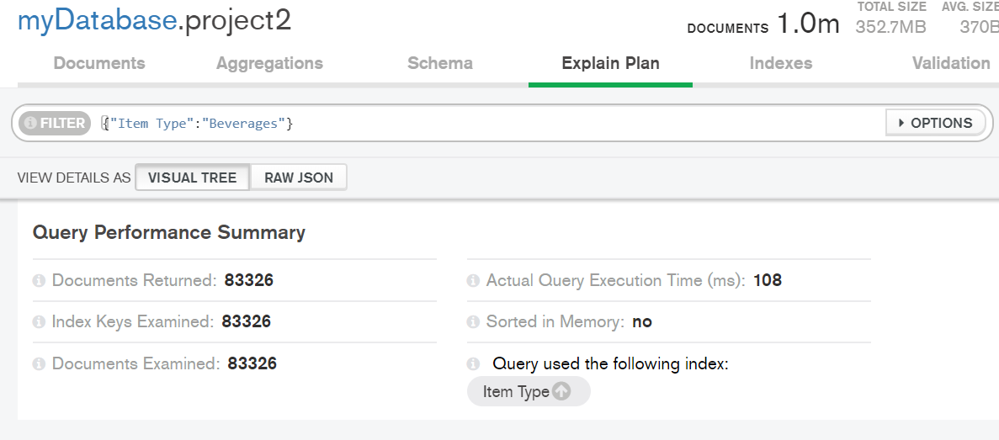 myDatabase.project2
DOCUMENTS 1.0m
TOTAL SIZE
352.7MB
AVG. SIZE
370B
Documents Aggregations Schema Explain Plan Indexes Validation
FILTER {"Item Type":"Beverages"} OPTIONS
VIEW DETAILS AS VISUAL TREE RAW JSON
Query Performance Summary
Documents Returned: 83326
Actual Query Execution Time (ms): 108
Index Keys Examined: 83326
Sorted in Memory: no
Documents Examined: 83326
Query used the following index:
Item Type